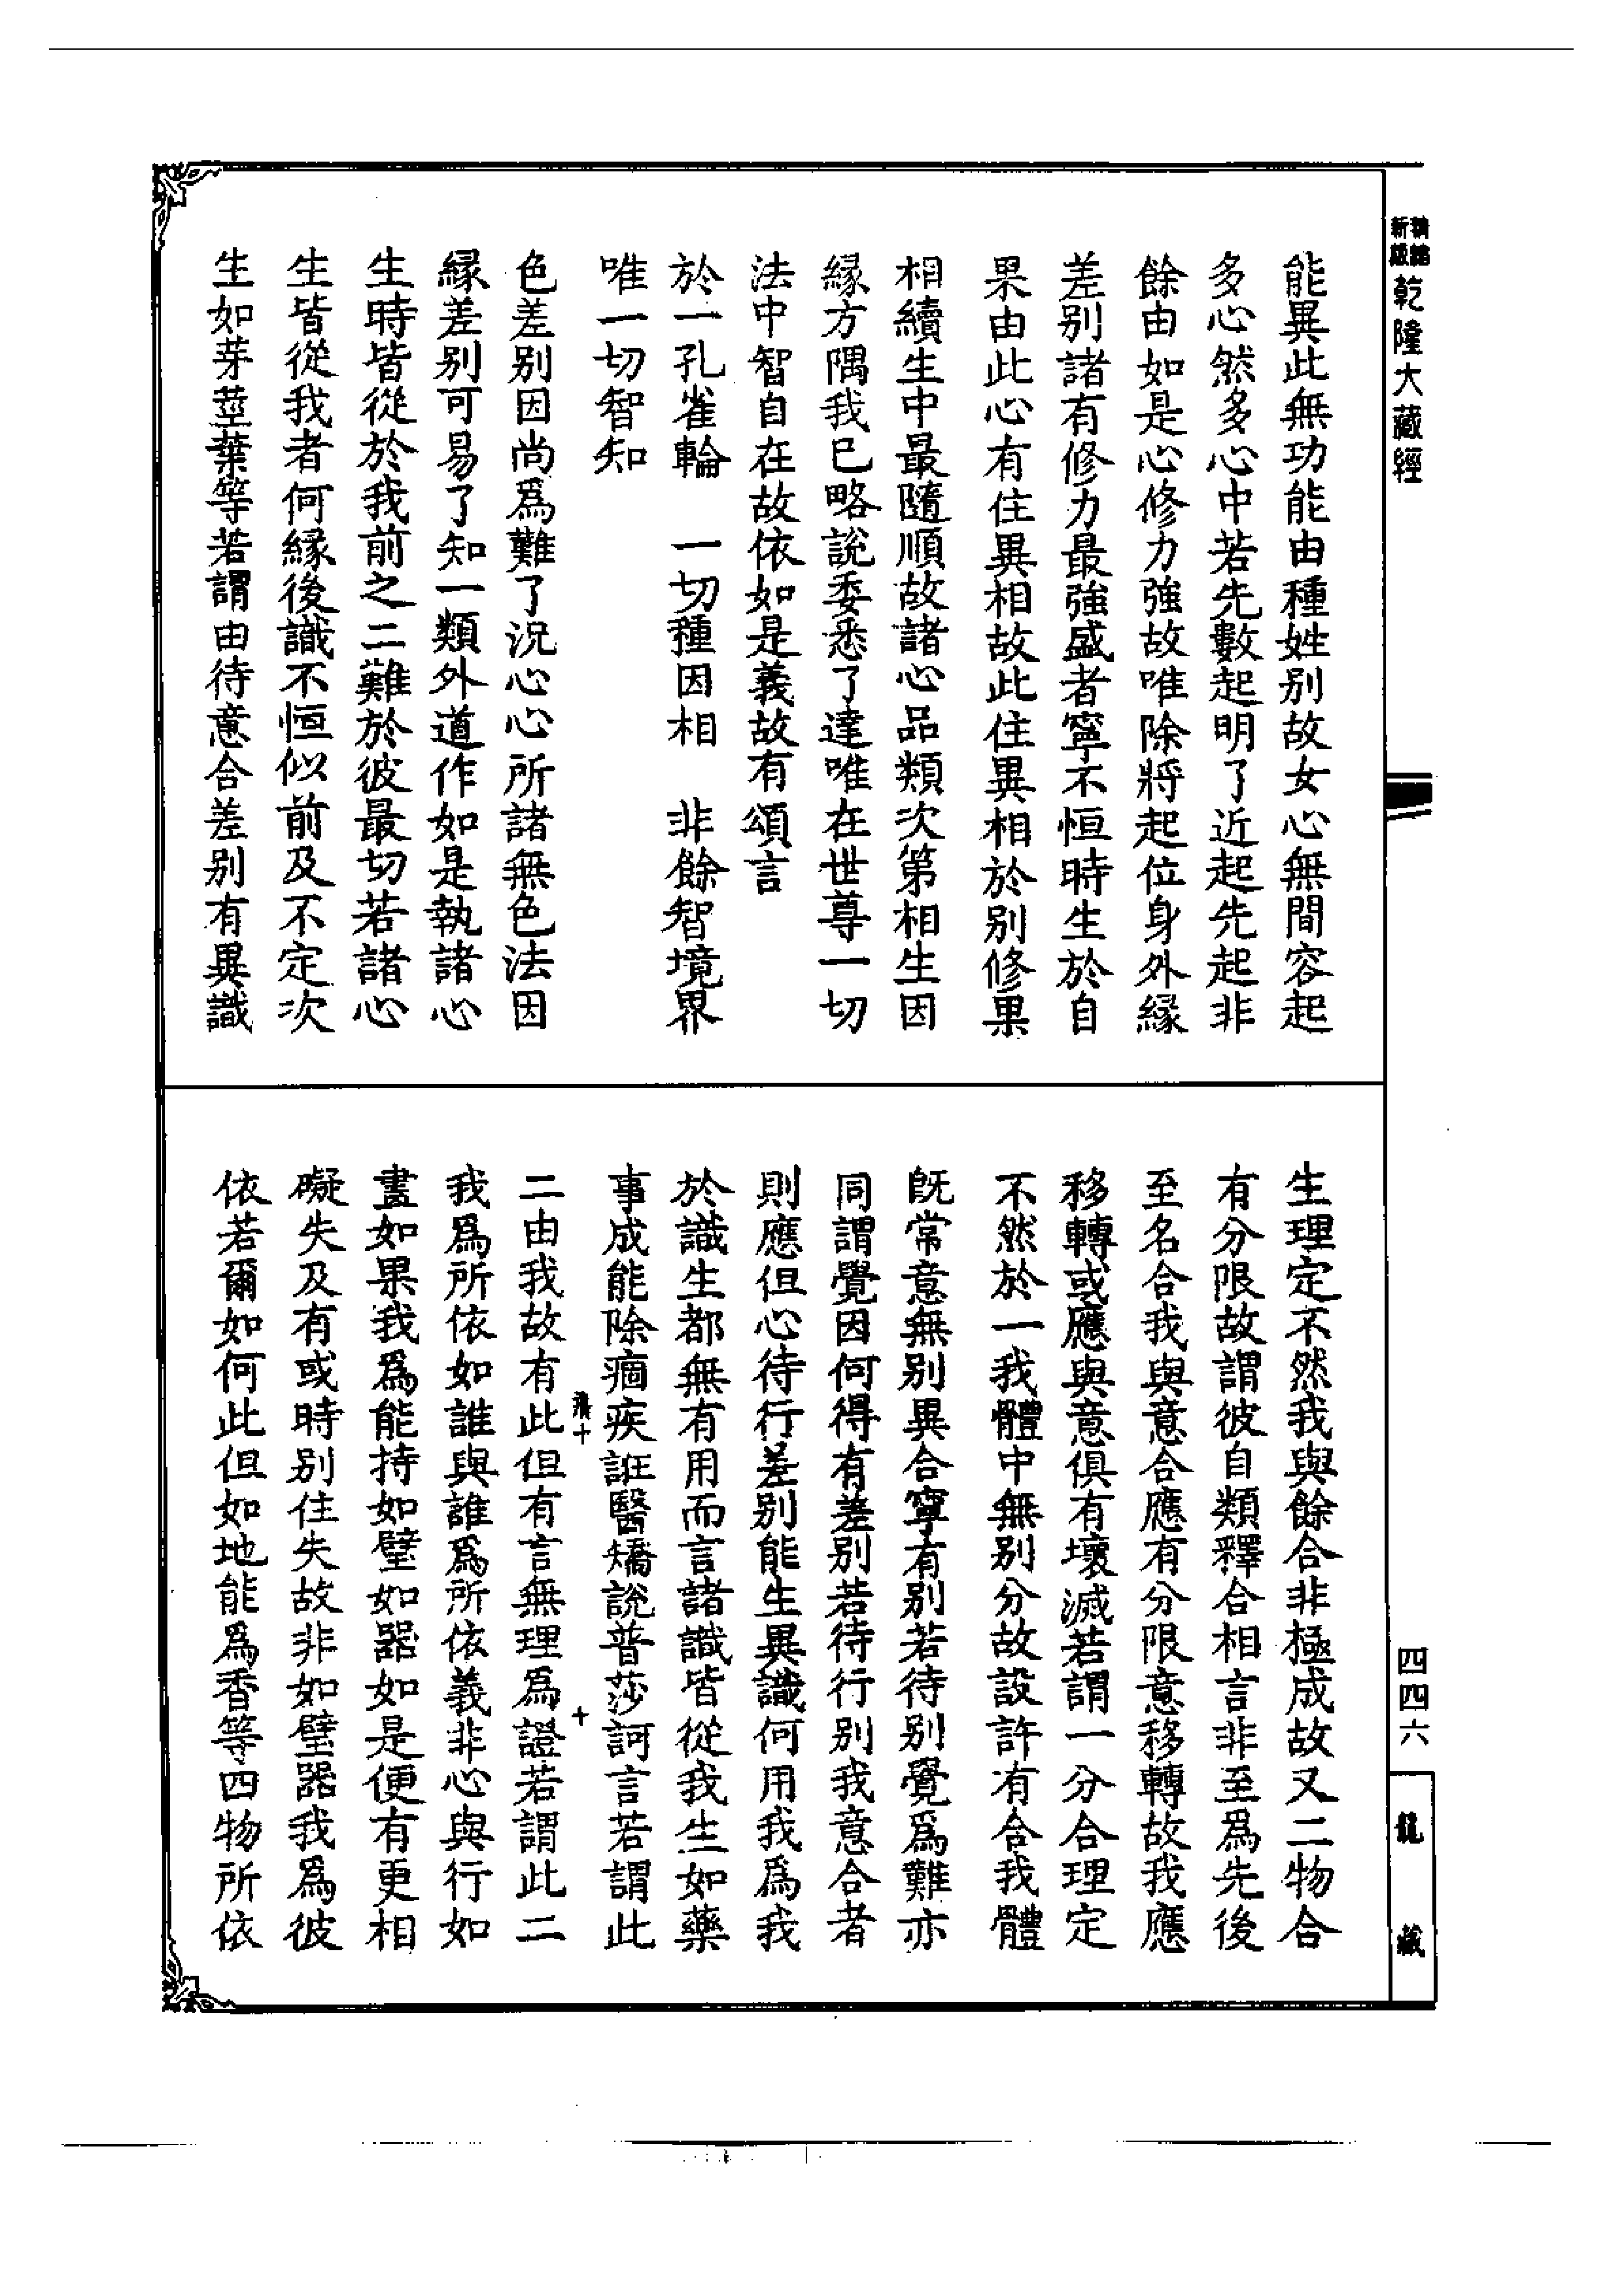 新編縮版乾隆大藏經
能異此無功能由種姓別故女心無間容起
多心然多心中若先數起明了近起先起非
餘由如是心修力強故唯除將起位身外緣
差別諸有修力最強盛者寧不恒時生於自
果由此心有住異相故此住異相於別修果
相續生中最隨順故諸心品類次第相生因
緣方隅我已略說委悉了達唯在世尊一切
法中智自在故依如是義故有頌言
於一孔雀輪　一切種因相　非餘智境界
唯一切智知
色差別因尚爲難了況心心所諸無色法因
緣差別可易了知一類外道作如是執諸心
生時皆從於我前之二難於彼最切若諸心
生皆從我者何緣後識不恒似前及不定次
生如芽莖葉等若謂由待意合差別有異識
生理定不然我與餘合非極成故又二物合
有分限故謂彼自類釋合相言非至爲先後
至名合我與意合應有分限意移轉故我應
移轉或應與意俱有壞滅若謂一分合理定
不然於一我體中無別分故設許有合我體
既常意無別異合寧有別若待別覺爲難亦
同謂覺因何得有差別若待行別我意合者
則應但心待行差別能生異識何用我爲我
於識生都無有用而言諸識皆從我生如藥
事成能除痼疾誑醫矯說普莎訶言若謂此
二由我故有此但有言無理爲證若謂此二
我爲所依如誰與誰爲所依義非心與行如
畫如果我爲能持如壁如器如是便有更相
礙失及有或時別住失故非如壁器我爲彼
依若爾如何此但如地能爲香等四物所依
四四六
龍
藏